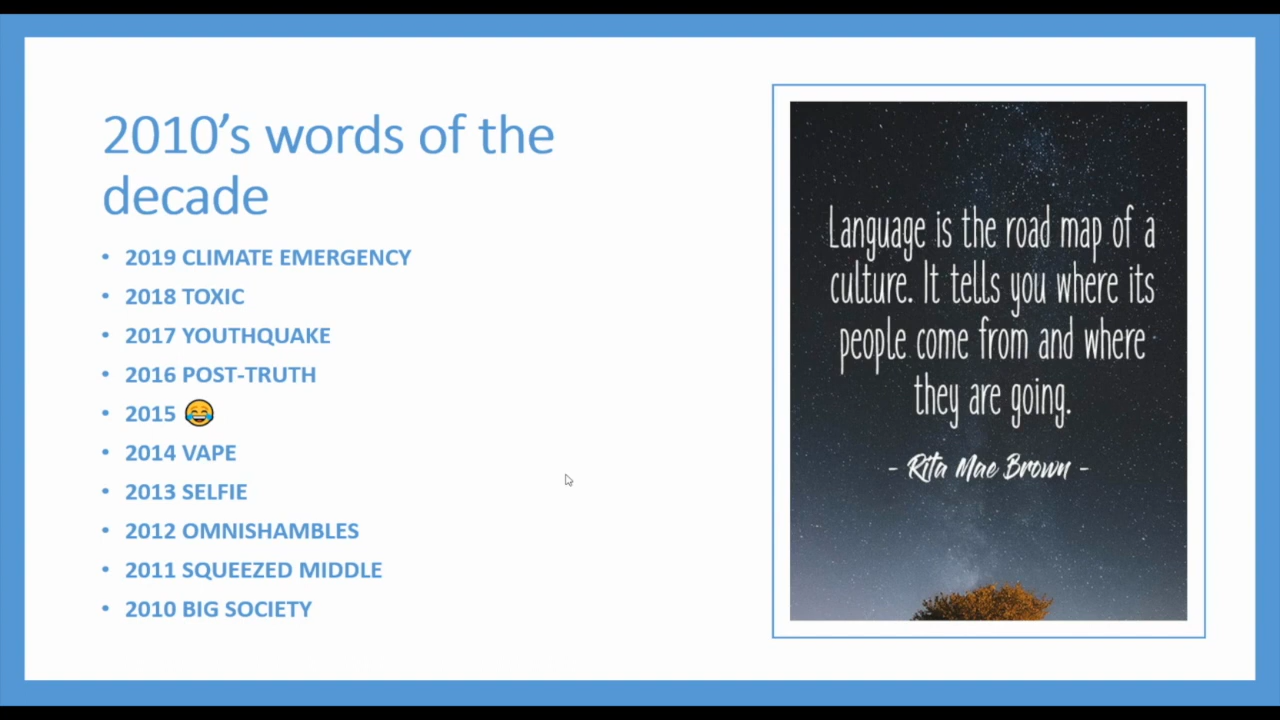 2010’s words of the
decade
• 2019 CLIMATE EMERGENCY
• 2018 TOXIC
• 2017 YOUTHQUAKE
• 2016 POST-TRUTH
• 2015 😂
• 2014 VAPE
• 2013 SELFIE
• 2012 OMNISHAMBLES
• 2011 SQUEEZED MIDDLE
• 2010 BIG SOCIETY
Language is the road map of a
culture. It tells you where its
people come from and where
they are going.
- Rita Mae Brown -